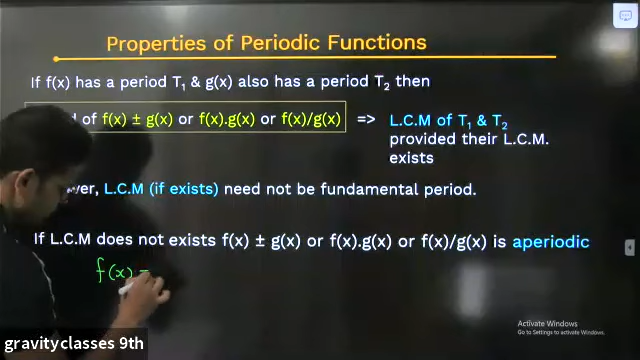 Properties of Periodic Functions
If f(x) has a period T₁ & g(x) also has a period T₂ then
of f(x) ± g(x) or f(x).g(x) or f(x)/g(x) => L.C.M of T₁ & T₂
provided their L.C.M.
exists
L.C.M (if exists) need not be fundamental period.
If L.C.M does not exists f(x) ± g(x) or f(x).g(x) or f(x)/g(x) is aperiodic
f(x) =
Activate Windows
Go to Settings to activate Windows.
gravityclasses 9th